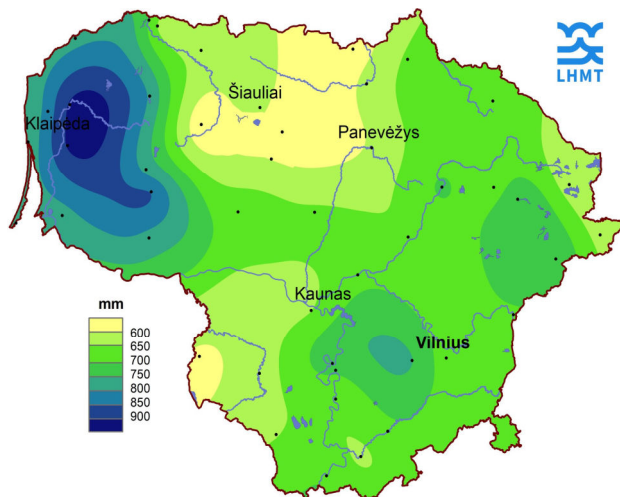 LHMT
Šiauliai
Klaipėda
Panevėžys
Kaunas
Vilnius
mm
600
650
700
750
800
850
900